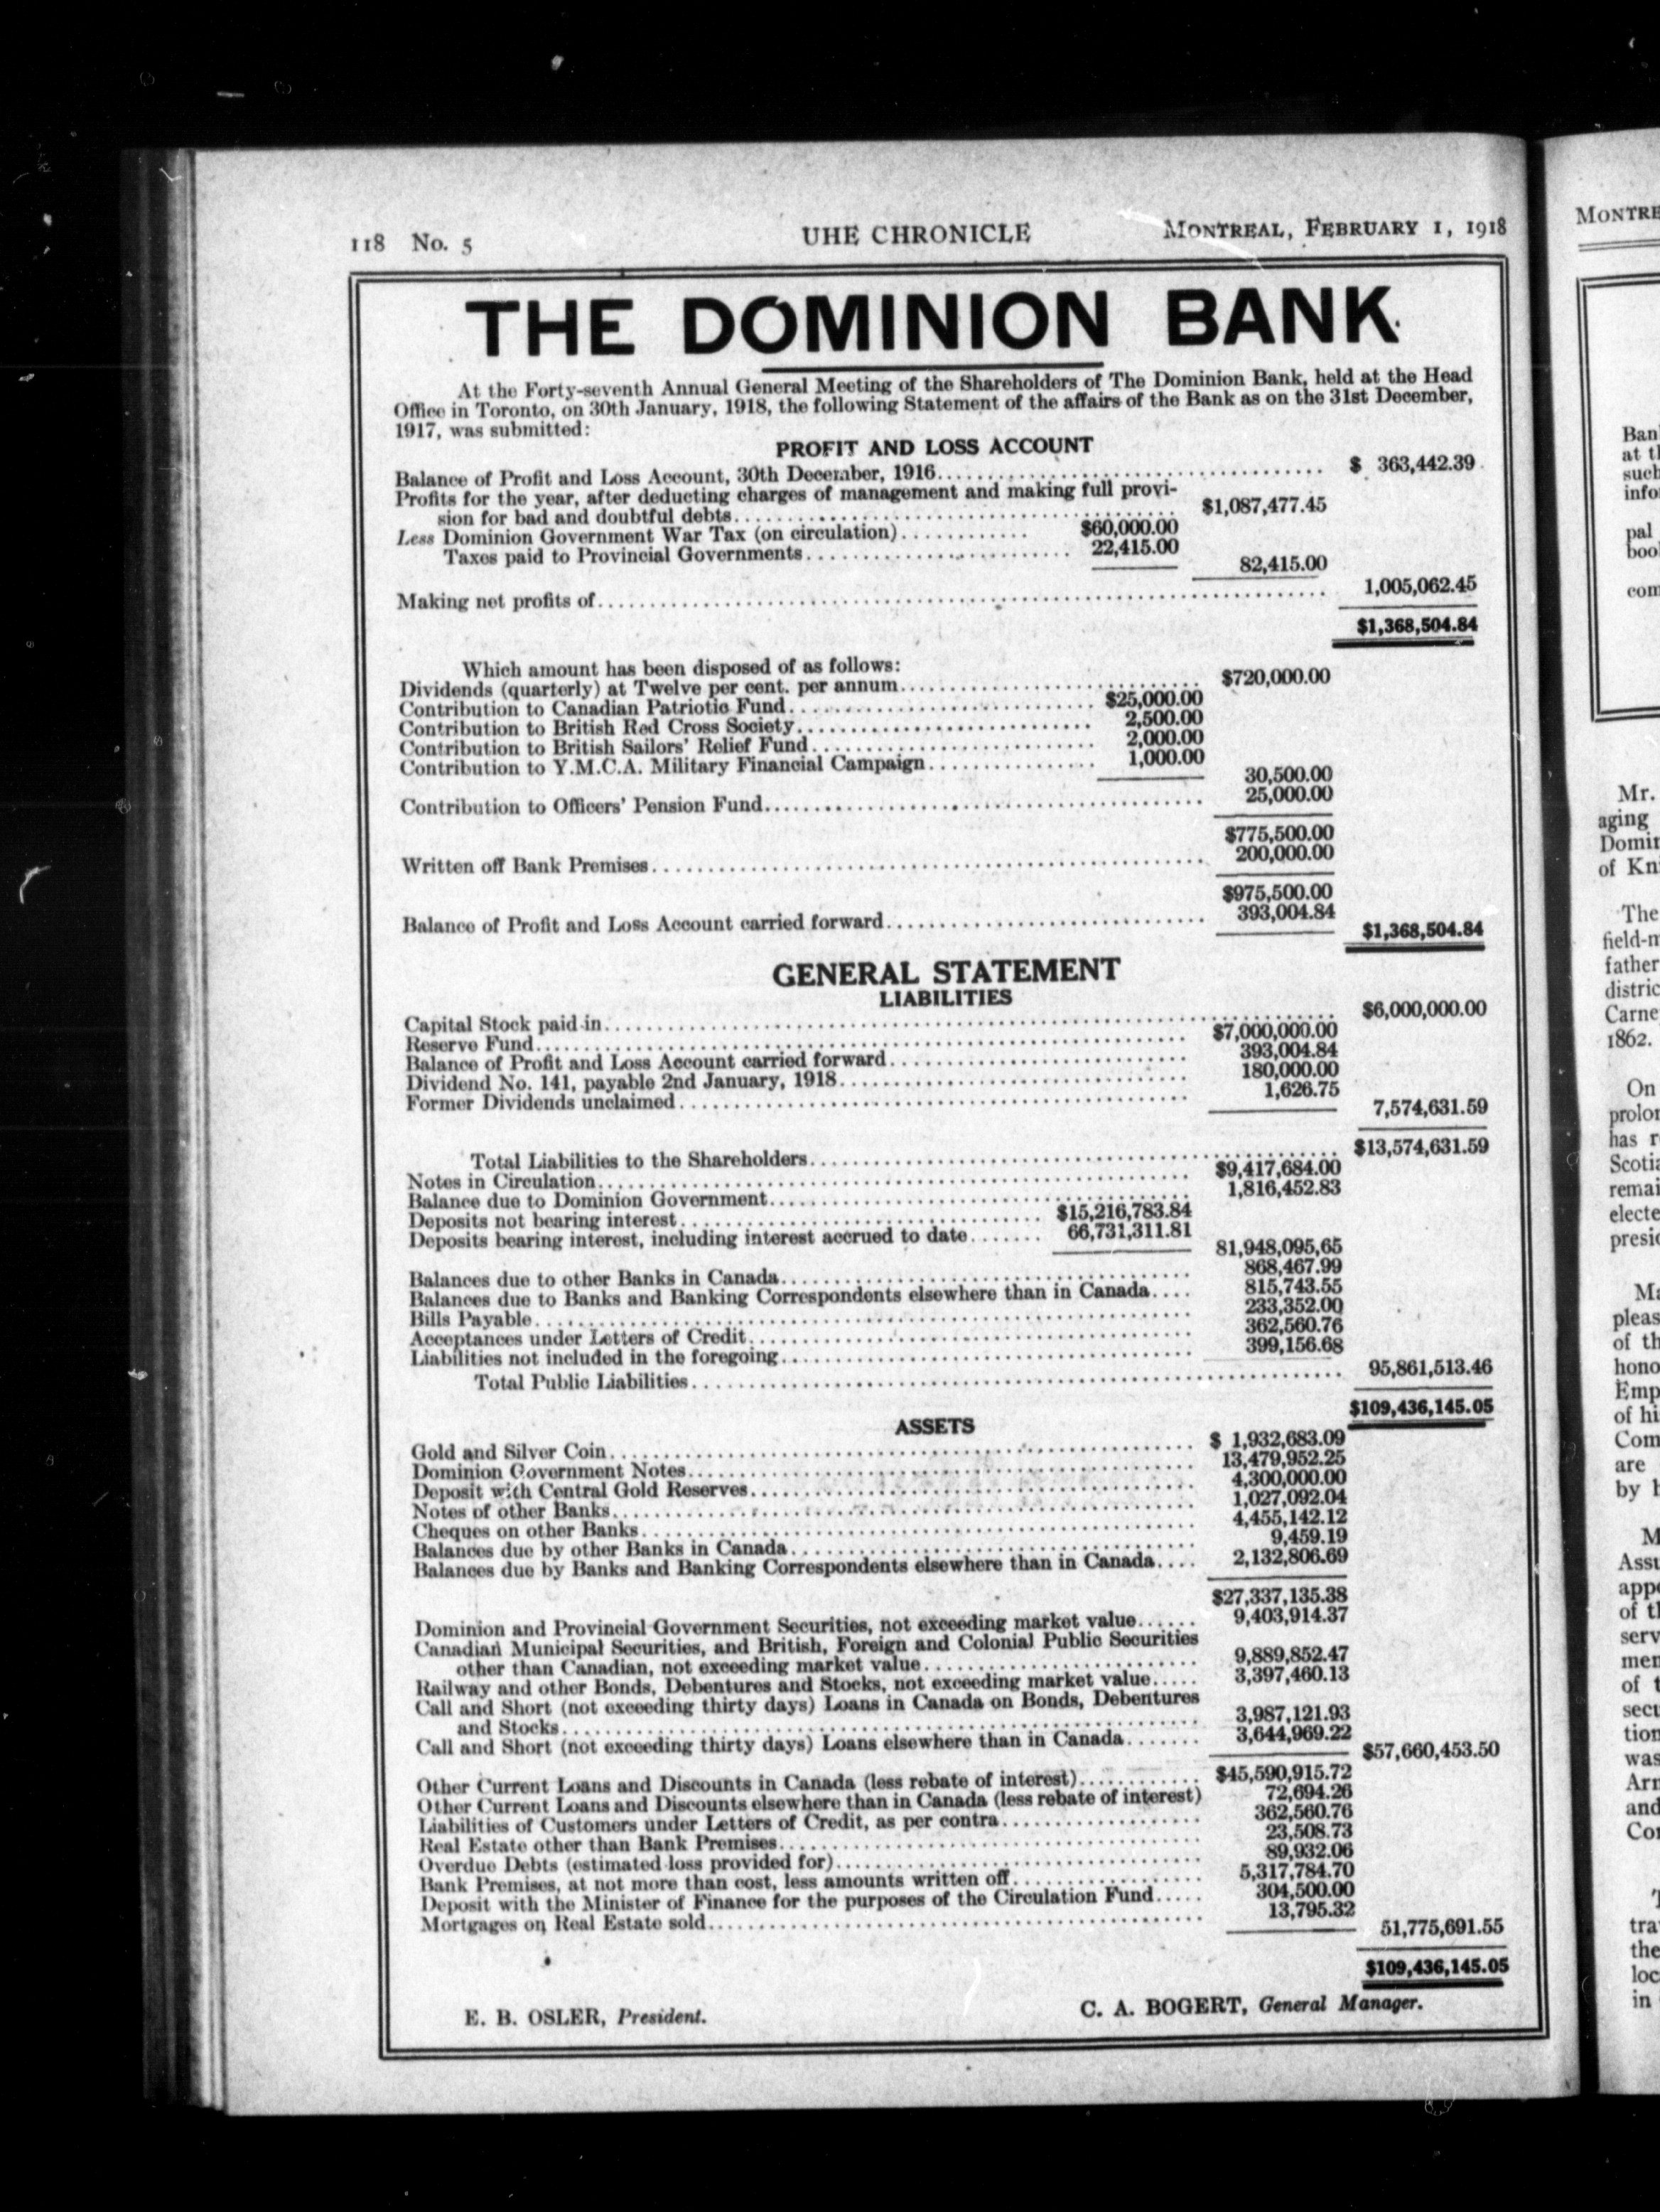 118 No. 5 UHE CHRONICLE MONTREAL, FEBRUARY 1, 1918
THE DOMINION BANK
At the Forty-seventh Annual General Meeting of the Shareholders of The Dominion Bank, held at the Head
Office in Toronto, on 30th January, 1918, the following Statement of the affairs of the Bank as on the 31st December,
1917, was submitted:
PROFIT AND LOSS ACCOUNT
Balance of Profit and Loss Account, 30th December, 1916 $ 363,442.39
Profits for the year, after deducting charges of management and making full provi-
sion for bad and doubtful debts $1,087,477.45
Less Dominion Government War Tax (on circulation) $60,000.00
Taxes paid to Provincial Governments 22,415.00
82,415.00
Making net profits of 1,005,062.45
$1,368,504.84
Which amount has been disposed of as follows:
Dividends (quarterly) at Twelve per cent. per annum $720,000.00
Contribution to Canadian Patriotic Fund $25,000.00
Contribution to British Red Cross Society 2,500.00
Contribution to British Sailors' Relief Fund 2,000.00
Contribution to Y.M.C.A. Military Financial Campaign 1,000.00
30,500.00
Contribution to Officers' Pension Fund 25,000.00
$775,500.00
Written off Bank Premises 200,000.00
$975,500.00
Balance of Profit and Loss Account carried forward 393,004.84
$1,368,504.84
GENERAL STATEMENT
LIABILITIES
Capital Stock paid in $6,000,000.00
Reserve Fund $7,000,000.00
Balance of Profit and Loss Account carried forward 393,004.84
Dividend No. 141, payable 2nd January, 1918 180,000.00
Former Dividends unclaimed 1,626.75
7,574,631.59
Total Liabilities to the Shareholders $13,574,631.59
Notes in Circulation $9,417,684.00
Balance due to Dominion Government 1,816,452.83
Deposits not bearing interest $15,216,783.84
Deposits bearing interest, including interest accrued to date 66,731,311.81
81,948,095,65
Balances due to other Banks in Canada 868,467.99
Balances due to Banks and Banking Correspondents elsewhere than in Canada 815,743.55
Bills Payable 233,352.00
Acceptances under Letters of Credit 362,560.76
Liabilities not included in the foregoing 399,156.68
Total Public Liabilities 95,861,513.46
$109,436,145.05
ASSETS
Gold and Silver Coin $ 1,932,683.09
Dominion Government Notes 13,479,952.25
Deposit with Central Gold Reserves 4,300,000.00
Notes of other Banks 1,027,092.04
Cheques on other Banks 4,455,142.12
Balances due by other Banks in Canada 9,459.19
Balances due by Banks and Banking Correspondents elsewhere than in Canada 2,132,806.69
$27,337,135.38
Dominion and Provincial Government Securities, not exceeding market value 9,403,914.37
Canadian Municipal Securities, and British, Foreign and Colonial Public Securities
other than Canadian, not exceeding market value 9,889,852.47
Railway and other Bonds, Debentures and Stocks, not exceeding market value 3,397,460.13
Call and Short (not exceeding thirty days) Loans in Canada on Bonds, Debentures
and Stocks 3,987,121.93
Call and Short (not exceeding thirty days) Loans elsewhere than in Canada 3,644,969.22
$57,660,453.50
Other Current Loans and Discounts in Canada (less rebate of interest) $45,590,915.72
Other Current Loans and Discounts elsewhere than in Canada (less rebate of interest) 72,694.26
Liabilities of Customers under Letters of Credit, as per contra 362,560.76
Real Estate other than Bank Premises 23,508.73
Overdue Debts (estimated loss provided for) 89,932.06
Bank Premises, at not more than cost, less amounts written off 5,317,784.70
Deposit with the Minister of Finance for the purposes of the Circulation Fund 304,500.00
Mortgages on Real Estate sold 13,795.32
51,775,691.55
$109,436,145.05
E. B. OSLER, President. C. A. BOGERT, General Manager.